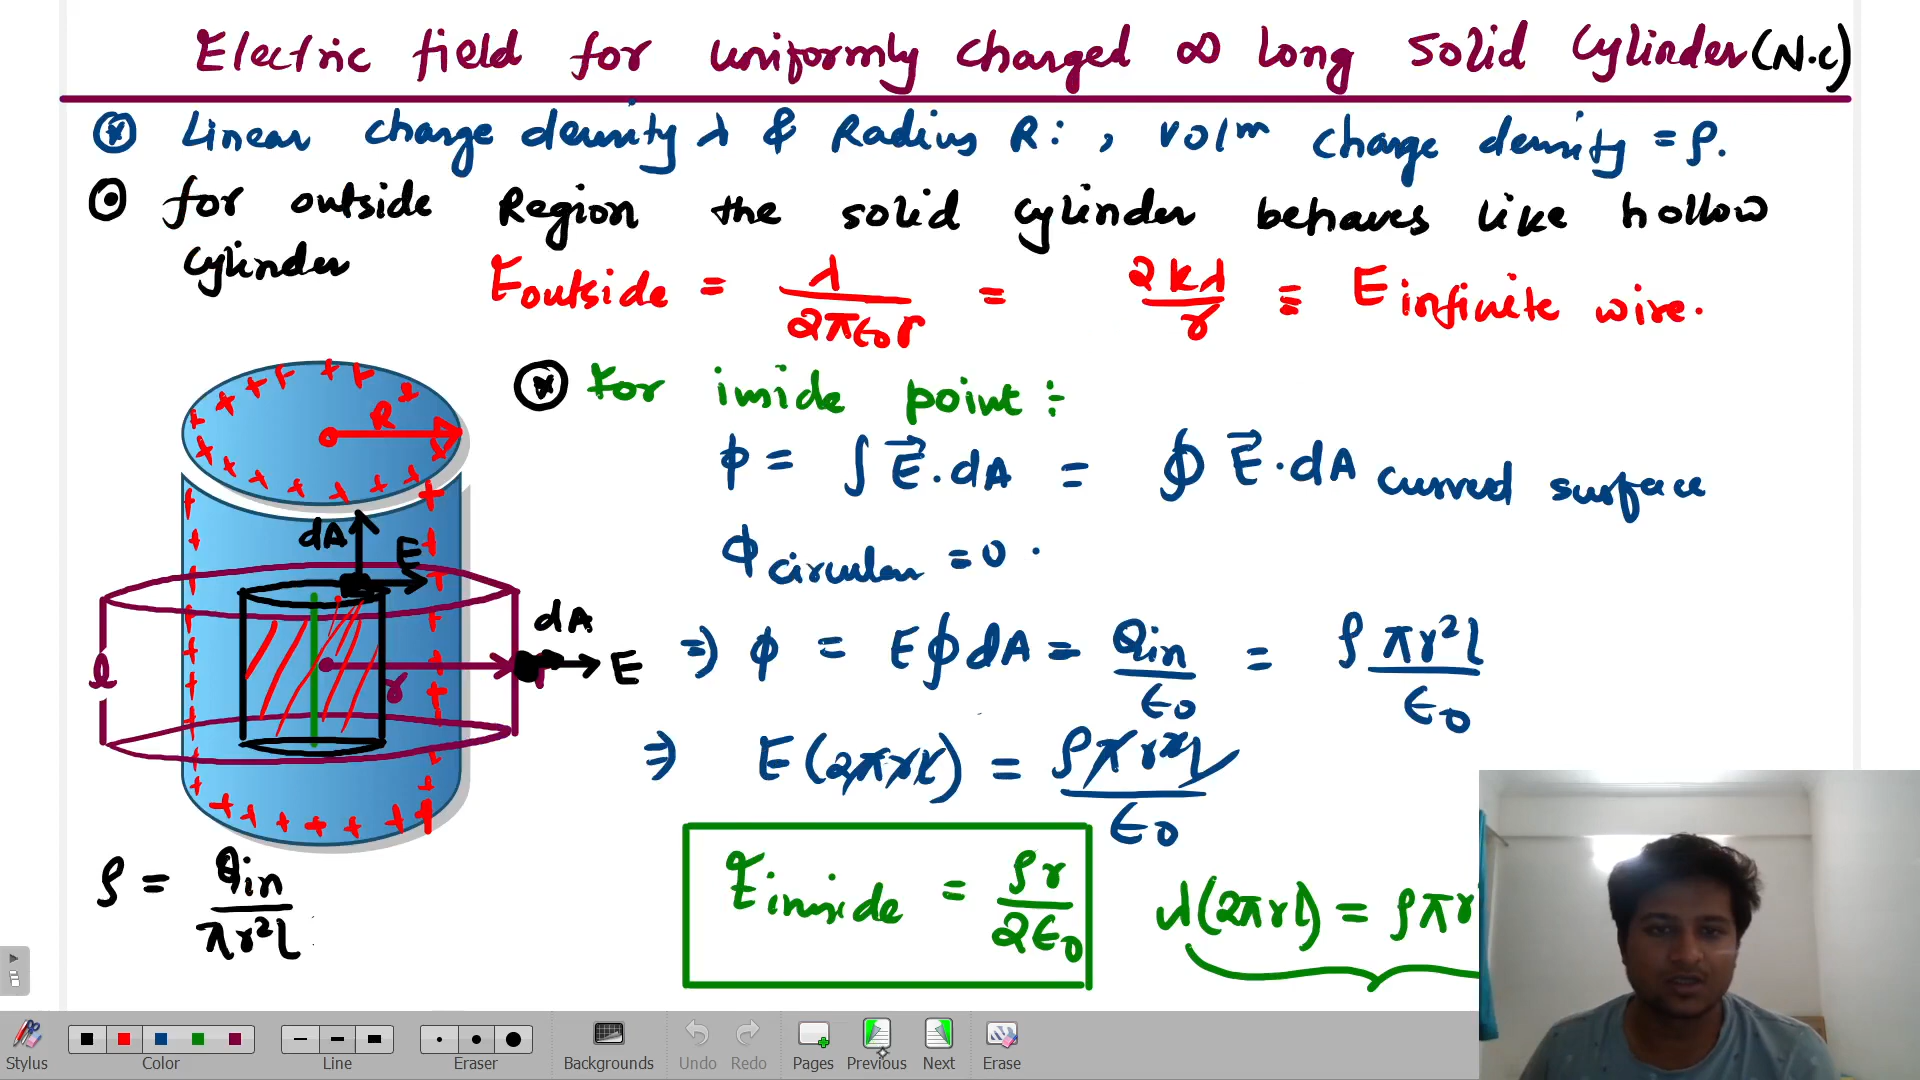 Electric field for uniformly charged ∞ long solid cylinder (N.C)
Linear charge density λ & Radius R: , volm charge density = ρ.
for outside Region the solid cylinder behaves like hollow
cylinder
Eoutside = λ/2πϵ0r = 2kλ/r = E infinite wire.
For inside point :-
ϕ = ∫ E⃗.dA = ∮ E⃗.dA curved surface
ϕ circular = 0 .
⇒ ϕ = E∮dA = Qin/ϵ0 = ρπr²l/ϵ0
⇒ E(2πrl) = ρπr²l/ϵ0
Einside = ρr/2ϵ0
λ(2πrl) = ρπr
R
dA
E
dA
E
l
r
ρ = Qin/πr²l
Stylus
Color
Line
Eraser
Backgrounds
Undo
Redo
Pages
Previous
Next
Erase